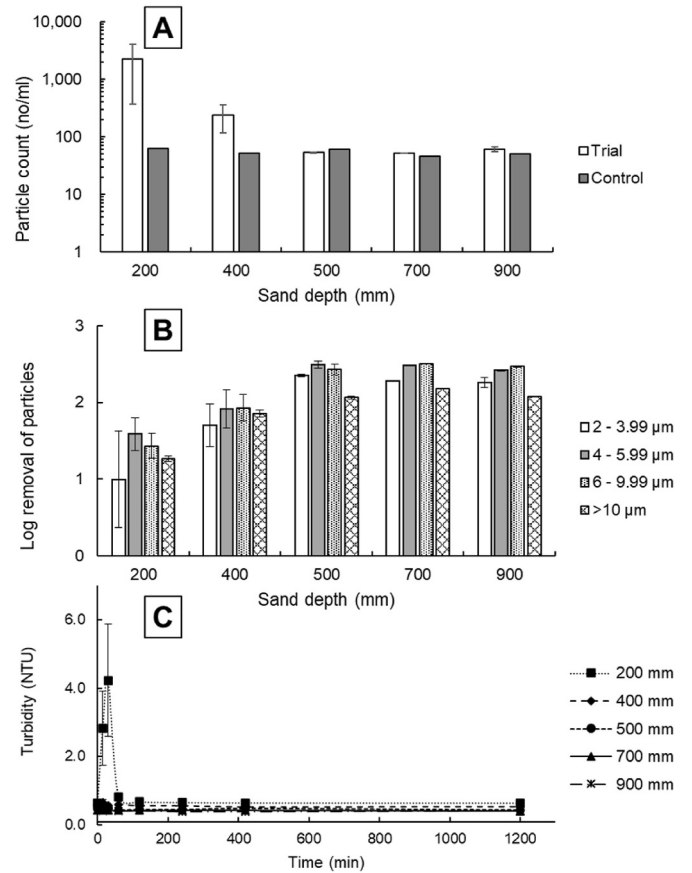 A
10,000
1,000
100
10
1
Particle count (no/ml)
200 400 500 700 900
Sand depth (mm)
Trial
Control
B
3
2
1
0
Log removal of particles
200 400 500 700 900
Sand depth (mm)
2 - 3.99 µm
4 - 5.99 µm
6 - 9.99 µm
>10 µm
C
6.0
4.0
2.0
0.0
Turbidity (NTU)
0 200 400 600 800 1000 1200
Time (min)
200 mm
400 mm
500 mm
700 mm
900 mm